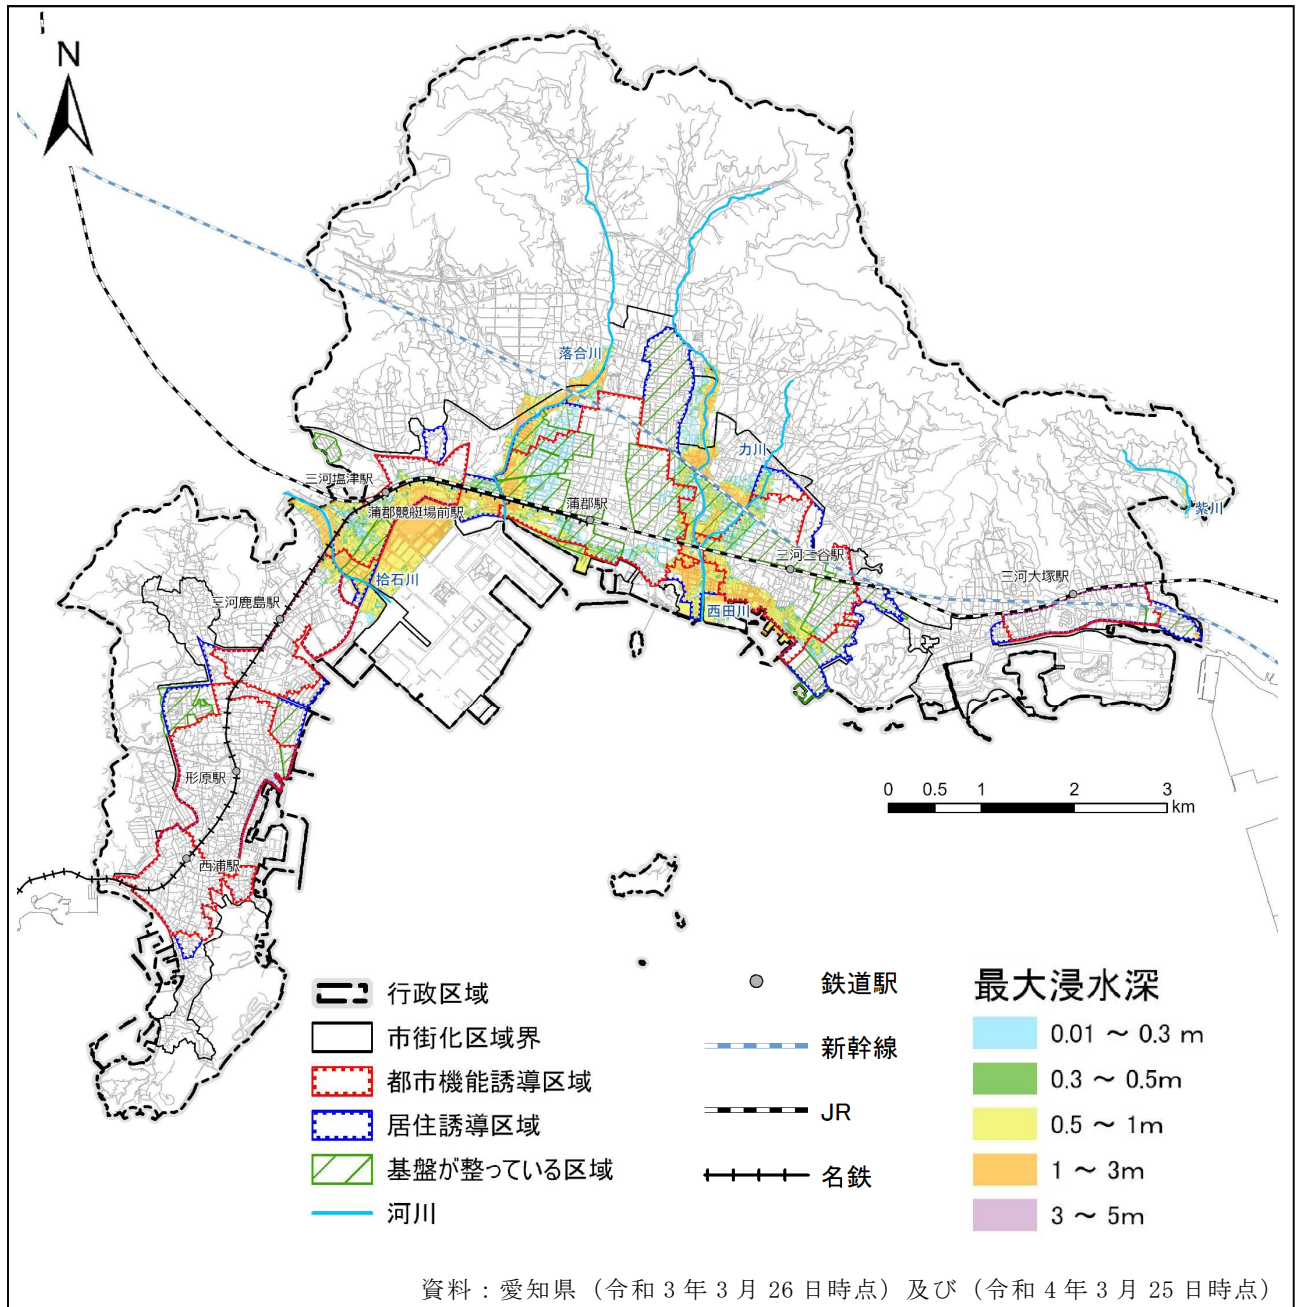 N
落合川
力川
三河塩津駅
蒲郡競艇場前駅
蒲郡駅
紫川
三河三谷駅
三河大塚駅
拾石川
三河鹿島駅
西田川
形原駅
西浦駅
0 0.5 1 2 3
km
行政区域
市街化区域界
都市機能誘導区域
居住誘導区域
基盤が整っている区域
河川
鉄道駅
新幹線
JR
名鉄
最大浸水深
0.01 ～ 0.3 m
0.3 ～ 0.5m
0.5 ～ 1m
1 ～ 3m
3 ～ 5m
資料：愛知県（令和3年3月26日時点）及び（令和4年3月25日時点）